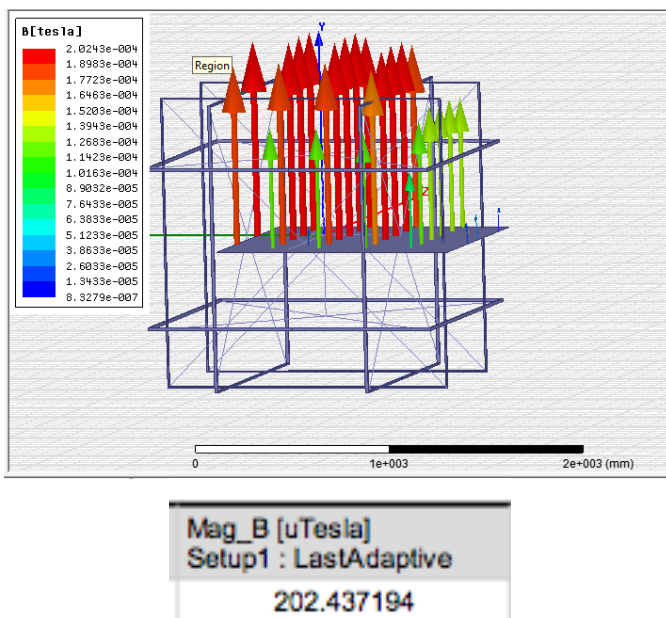 B[tesla]
2.0243e-004
1.8983e-004
1.7723e-004
1.6463e-004
1.5203e-004
1.3943e-004
1.2683e-004
1.1423e-004
1.0163e-004
8.9032e-005
7.6433e-005
6.3833e-005
5.1233e-005
3.8633e-005
2.6033e-005
1.3433e-005
8.3279e-007
Region
Y
Z
0 1e+003 2e+003 (mm)
Mag_B [uTesla]
Setup1 : LastAdaptive
202.437194